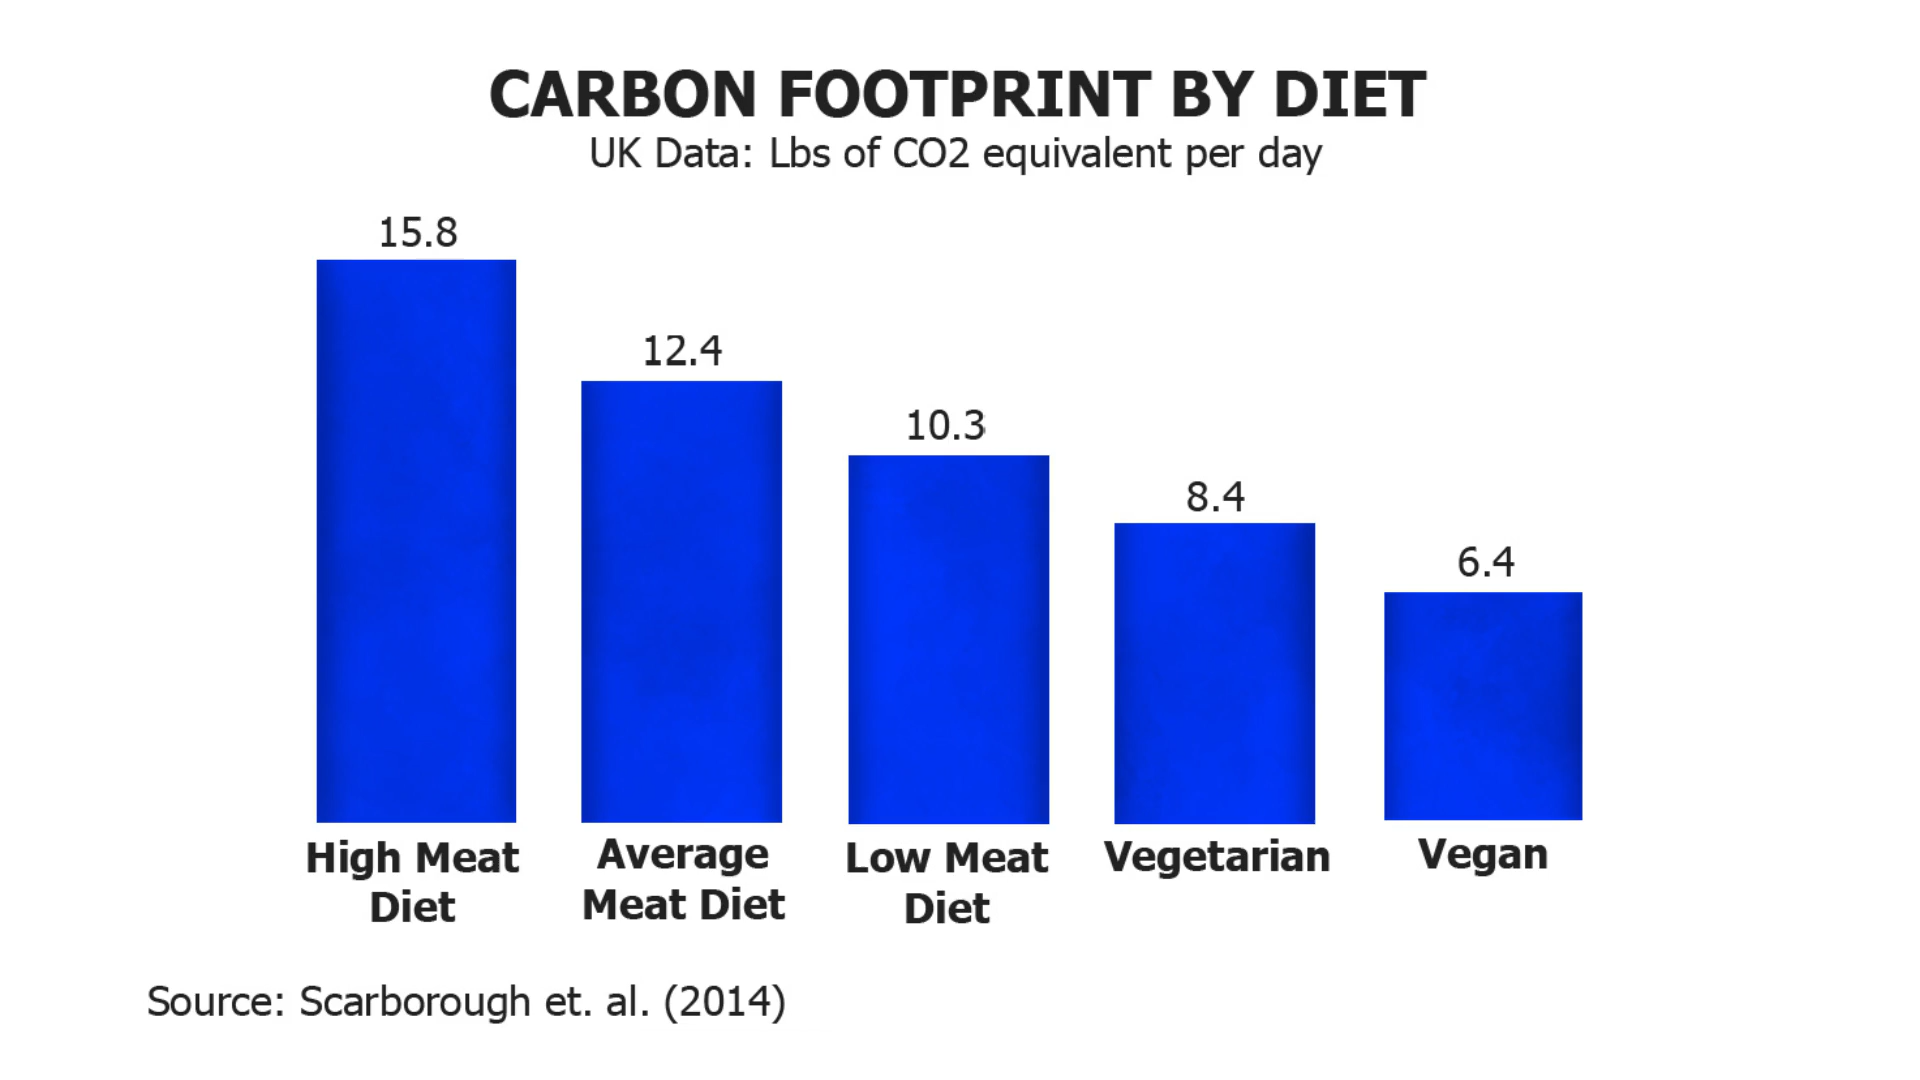 CARBON FOOTPRINT BY DIET
UK Data: Lbs of CO2 equivalent per day
15.8
12.4
10.3
8.4
6.4
High Meat
Diet
Average
Meat Diet
Low Meat
Diet
Vegetarian
Vegan
Source: Scarborough et. al. (2014)